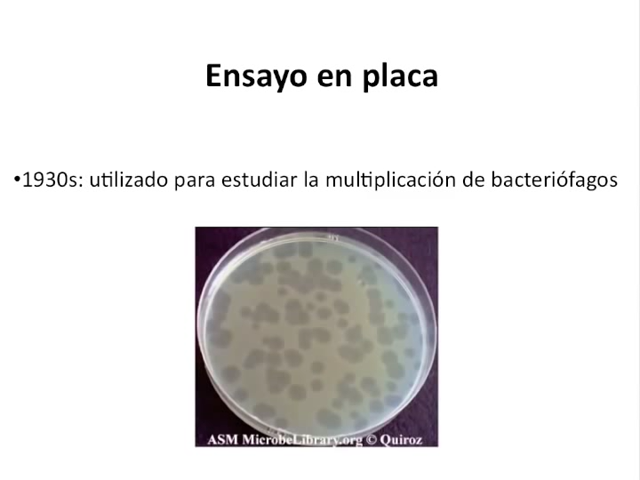 Ensayo en placa
•1930s: utilizado para estudiar la multiplicación de bacteriófagos
ASM MicrobeLibrary.org © Quiroz